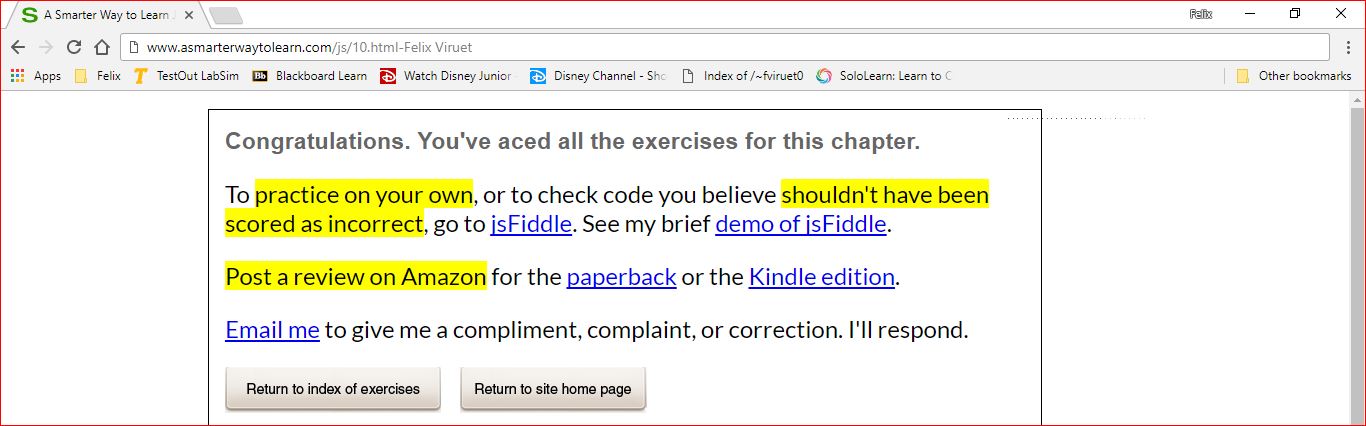 A Smarter Way to Learn
Felix
www.asmarterwaytolearn.com/js/10.html-Felix Viruet
Apps Felix TestOut LabSim Bb Blackboard Learn Watch Disney Junior Disney Channel - Sho Index of /~fviruet0 SoloLearn: Learn to C Other bookmarks
Congratulations. You've aced all the exercises for this chapter.
To practice on your own, or to check code you believe shouldn't have been
scored as incorrect, go to jsFiddle. See my brief demo of jsFiddle.
Post a review on Amazon for the paperback or the Kindle edition.
Email me to give me a compliment, complaint, or correction. I'll respond.
Return to index of exercises Return to site home page